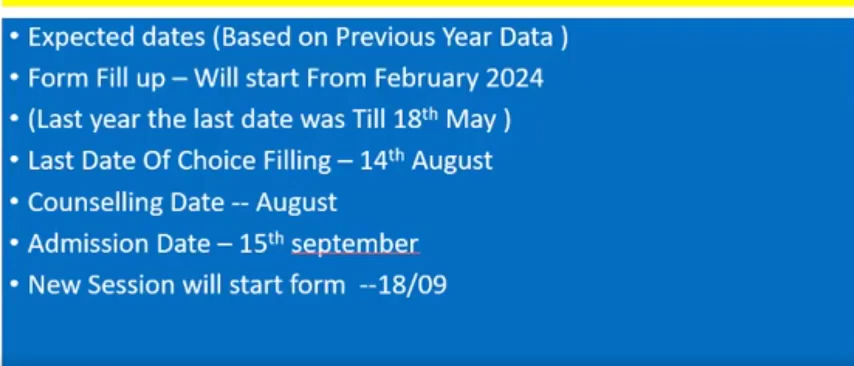 • Expected dates (Based on Previous Year Data )
• Form Fill up – Will start From February 2024
• (Last year the last date was Till 18th May )
• Last Date Of Choice Filling – 14th August
• Counselling Date -- August
• Admission Date – 15th september
• New Session will start form --18/09